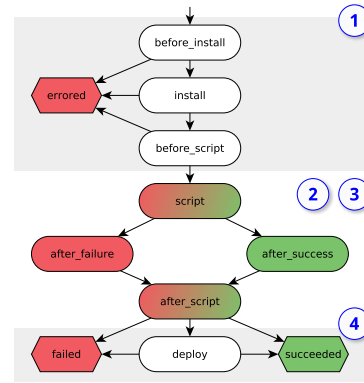 1
before_install
errored
install
before_script
2
3
script
after_failure
after_success
after_script
4
failed
deploy
succeeded